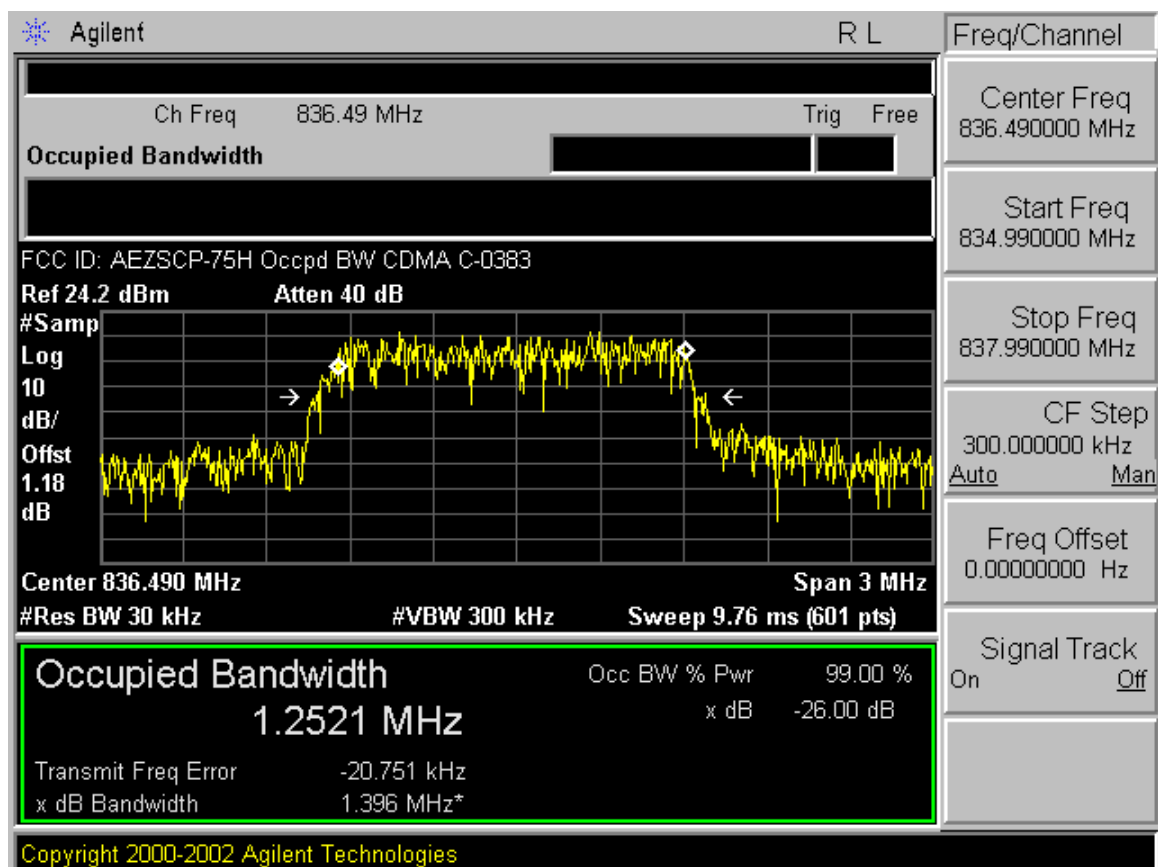 Agilent R L Freq/Channel
Ch Freq 836.49 MHz Trig Free
Occupied Bandwidth
FCC ID: AEZSCP-75H Occpd BW CDMA C-0383
Ref 24.2 dBm Atten 40 dB
#Samp
Log
10
dB/
Offst
1.18
dB
Center 836.490 MHz Span 3 MHz
#Res BW 30 kHz #VBW 300 kHz Sweep 9.76 ms (601 pts)
Occupied Bandwidth Occ BW % Pwr 99.00 %
1.2521 MHz x dB -26.00 dB
Transmit Freq Error -20.751 kHz
x dB Bandwidth 1.396 MHz*
Copyright 2000-2002 Agilent Technologies
Center Freq
836.490000 MHz
Start Freq
834.990000 MHz
Stop Freq
837.990000 MHz
CF Step
300.000000 kHz
Auto Man
Freq Offset
0.00000000 Hz
Signal Track
On Off